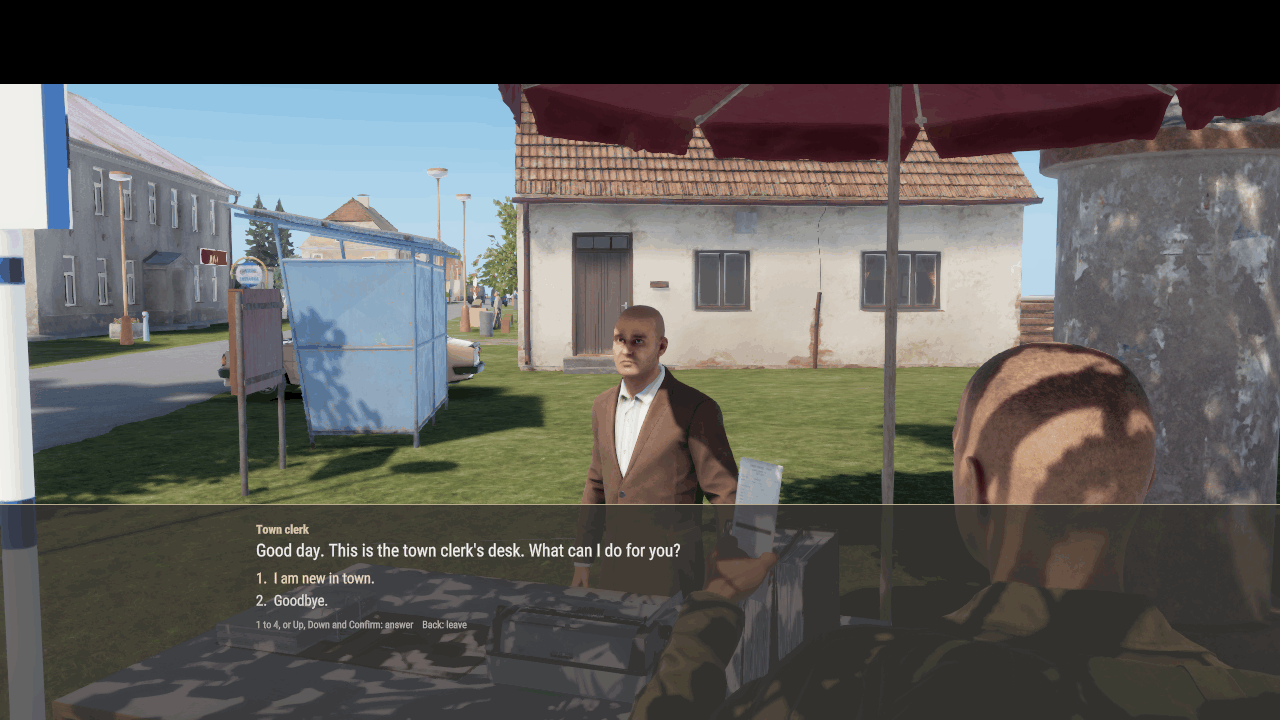 Town clerk
Good day. This is the town clerk's desk. What can I do for you?
1. I am new in town.
2. Goodbye.
1 to 4, or Up, Down and Confirm: answer Back: leave